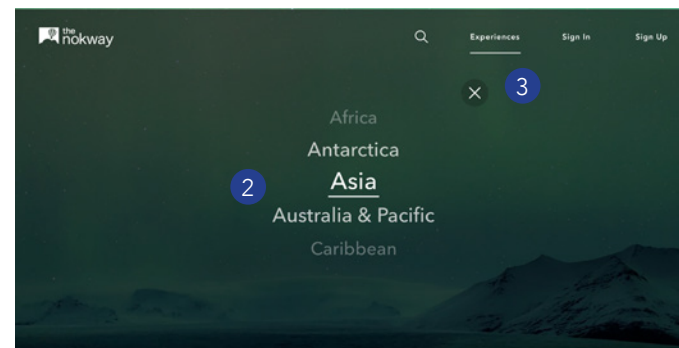 the
nokway
Experiences
Sign In
Sign Up
3
Africa
Antarctica
2
Asia
Australia & Pacific
Caribbean